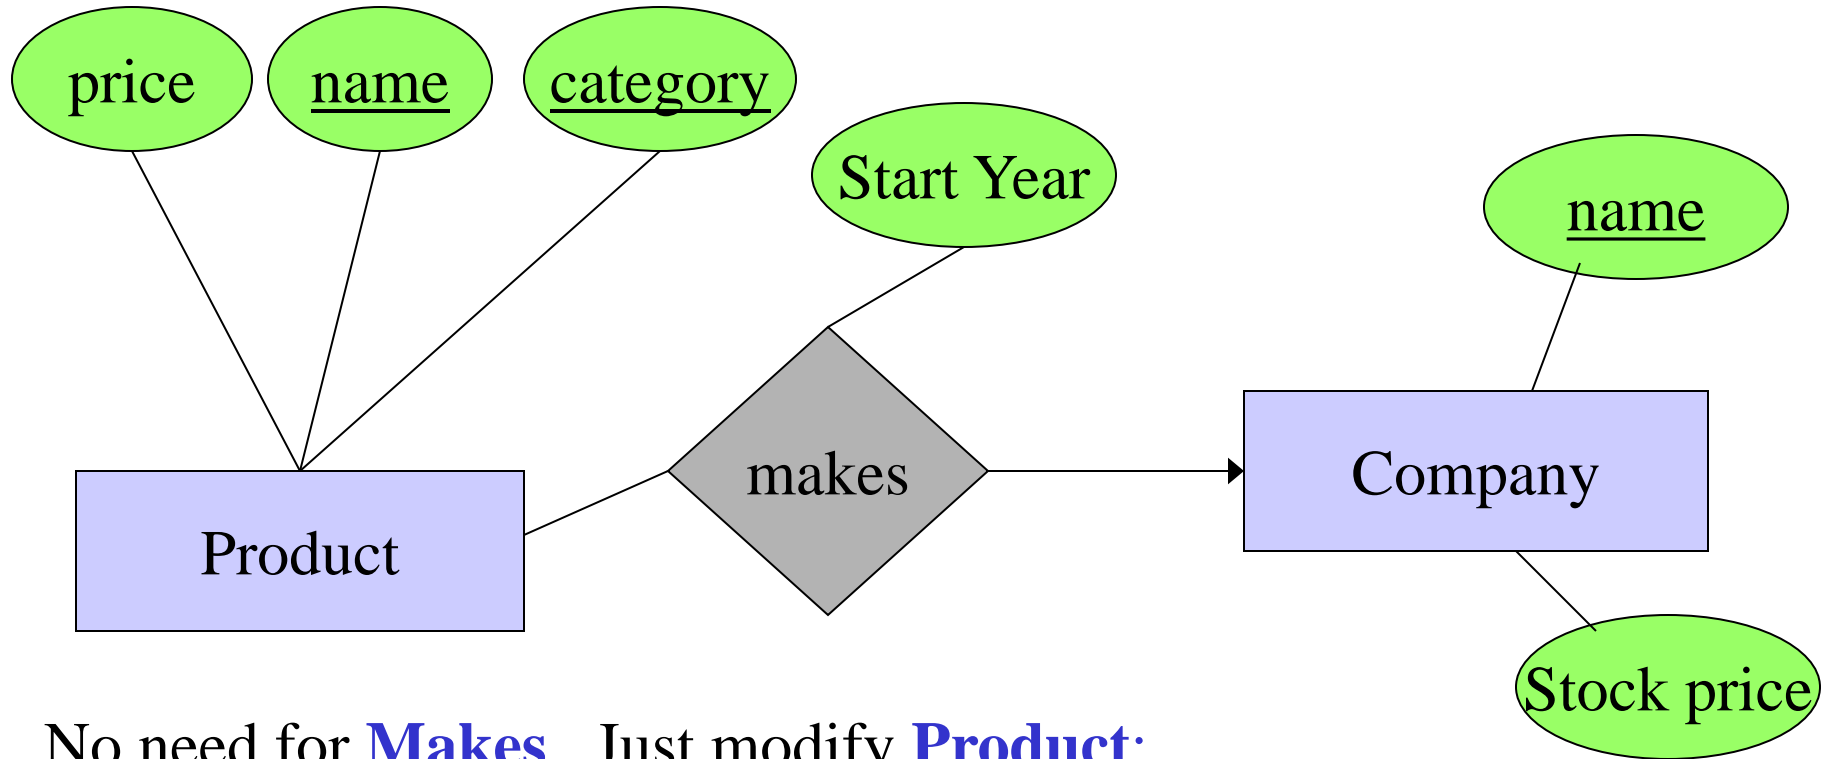 price
name
category
Start Year
name
makes
Company
Product
Stock price
No need for Makes. Just modify Product: